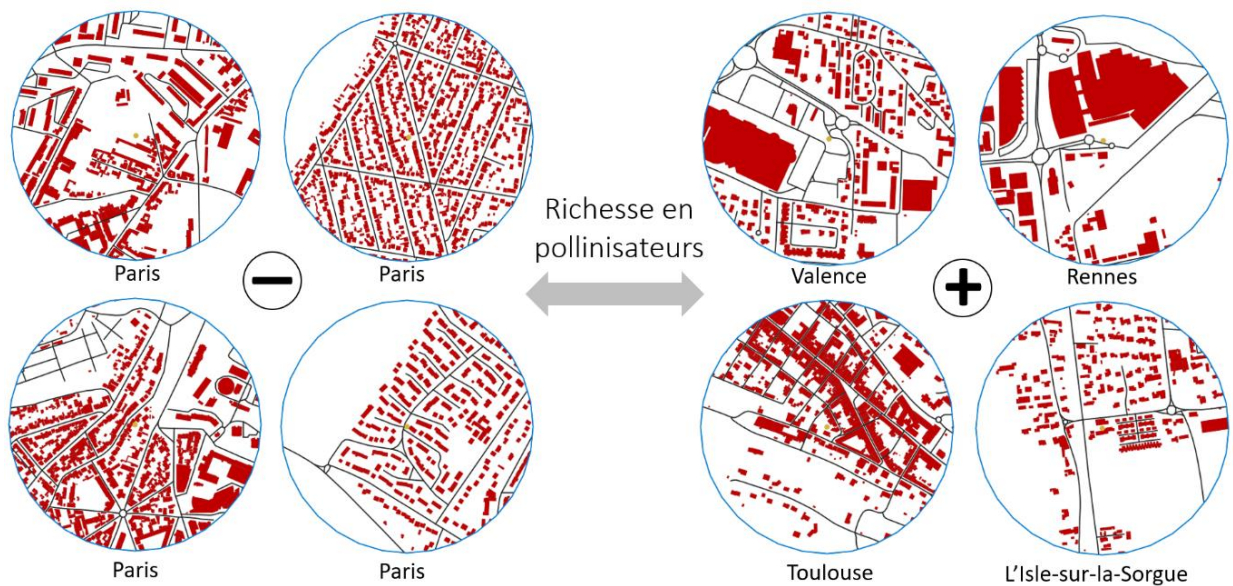 Paris
Paris
Richesse en
pollinisateurs
Valence
Rennes
Paris
Paris
Toulouse
L'Isle-sur-la-Sorgue